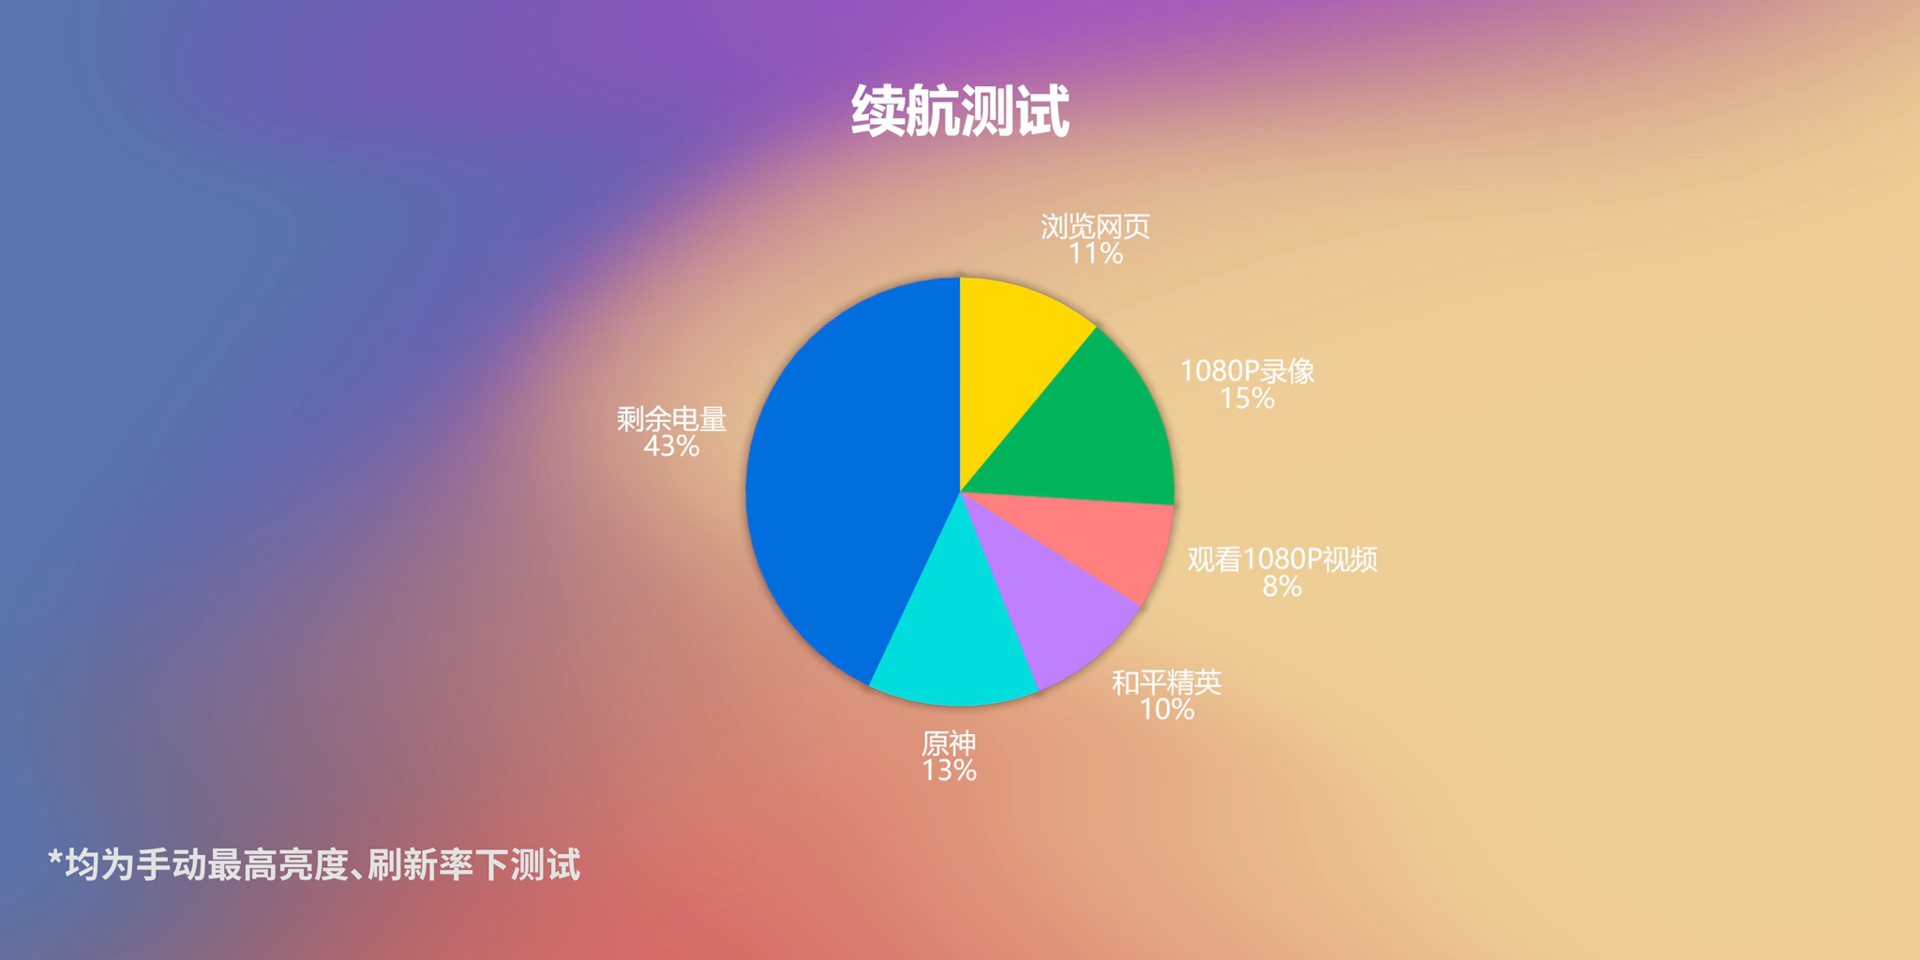 续航测试
浏览网页
11%
1080P录像
15%
观看1080P视频
8%
和平精英
10%
原神
13%
剩余电量
43%
*均为手动最高亮度、刷新率下测试